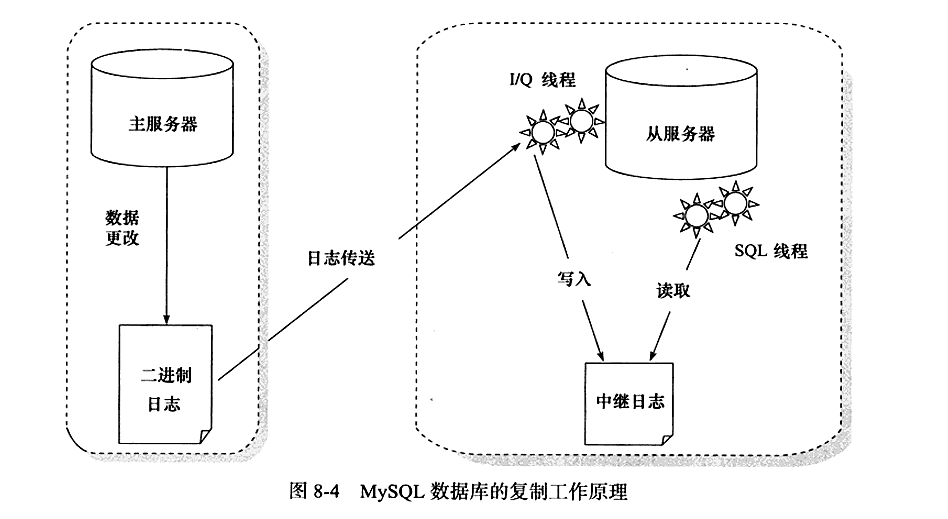 主服务器
数据
更改
二进制
日志
日志传送
I/Q 线程
从服务器
SQL 线程
写入
读取
中继日志
图 8-4 MySQL 数据库的复制工作原理